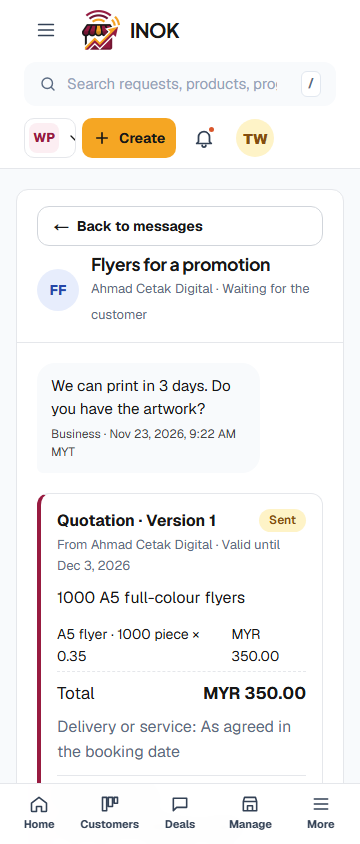 INOK
Search requests, products, pro
/
WP
+ Create
TW
← Back to messages
FF
Flyers for a promotion
Ahmad Cetak Digital · Waiting for the
customer
We can print in 3 days. Do
you have the artwork?
Business · Nov 23, 2026, 9:22 AM
MYT
Quotation · Version 1
Sent
From Ahmad Cetak Digital · Valid until
Dec 3, 2026
1000 A5 full-colour flyers
A5 flyer · 1000 piece × MYR
0.35 350.00
Total MYR 350.00
Delivery or service: As agreed in
the booking date
Home Customers Deals Manage More